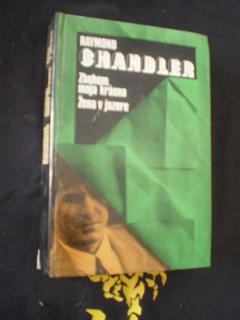 RAYMOND
CHANDLER
Zbohom,
moja krásna
Žena v jazere